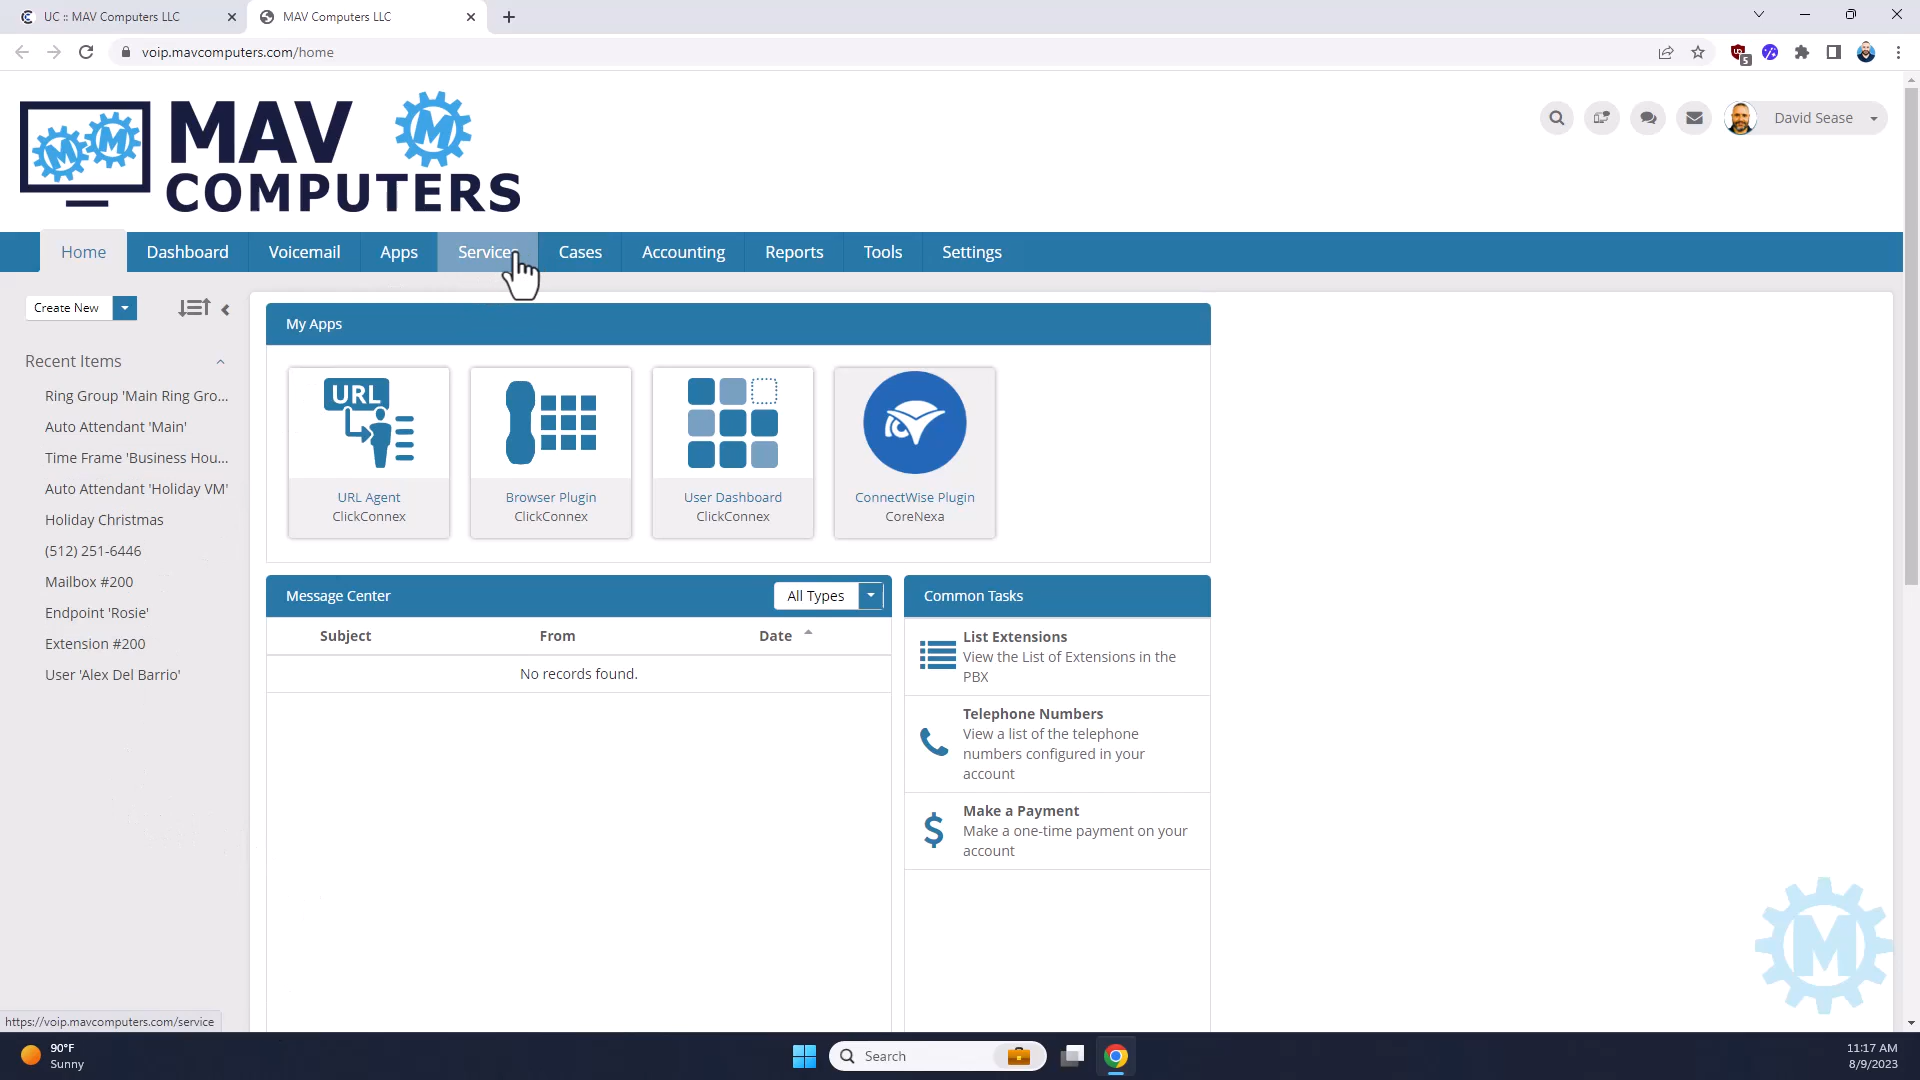 UC :: MAV Computers LLC
MAV Computers LLC
voip.mavcomputers.com/home
5
MAV
M
COMPUTERS
David Sease
Home
Dashboard
Voicemail
Apps
Services
Cases
Accounting
Reports
Tools
Settings
Create New
Recent Items
Ring Group 'Main Ring Gro...
Auto Attendant 'Main'
Time Frame 'Business Hou...
Auto Attendant 'Holiday VM'
Holiday Christmas
(512) 251-6446
Mailbox #200
Endpoint 'Rosie'
Extension #200
User 'Alex Del Barrio'
My Apps
URL
URL Agent
ClickConnex
Browser Plugin
ClickConnex
User Dashboard
ClickConnex
ConnectWise Plugin
CoreNexa
Message Center
All Types
Subject
From
Date
No records found.
Common Tasks
List Extensions
View the List of Extensions in the
PBX
Telephone Numbers
View a list of the telephone
numbers configured in your
account
Make a Payment
Make a one-time payment on your
account
M
https://voip.mavcomputers.com/service
90°F
Sunny
Search
11:17 AM
8/9/2023